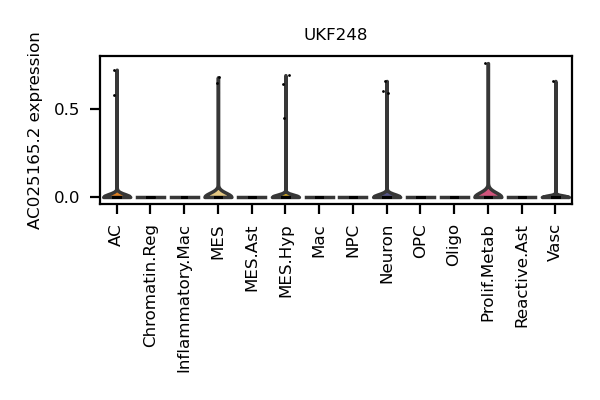 UKF248
AC025165.2 expression
0.5
0.0
AC
Chromatin.Reg
Inflammatory.Mac
MES
MES.Ast
MES.Hyp
Mac
NPC
Neuron
OPC
Oligo
Prolif.Metab
Reactive.Ast
Vasc